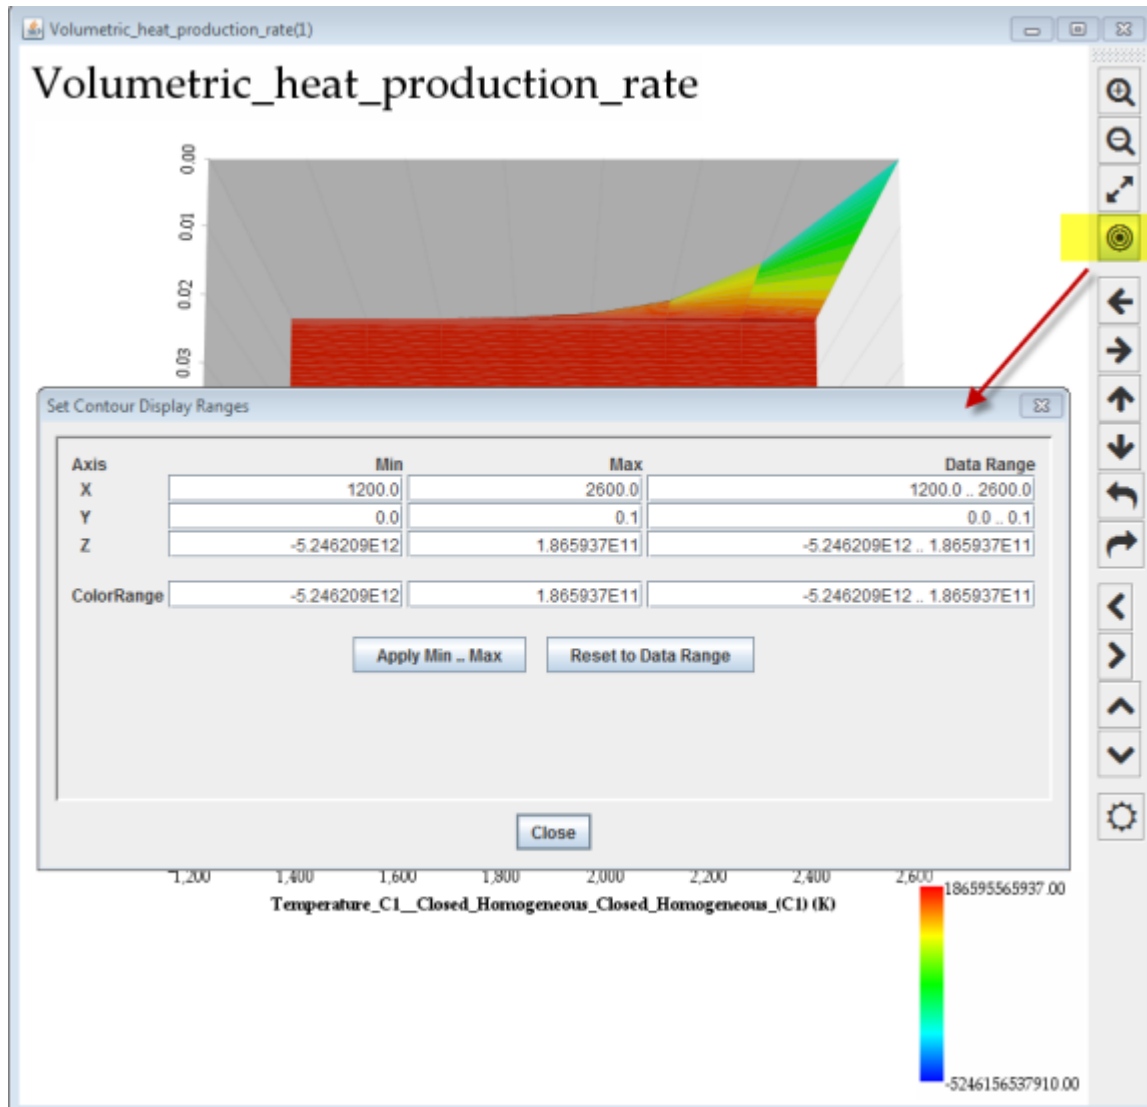 Volumetric_heat_production_rate(1)
Volumetric_heat_production_rate
0.00
0.01
0.02
0.03
Set Contour Display Ranges
Axis Min Max Data Range
X 1200.0 2600.0 1200.0 .. 2600.0
Y 0.0 0.1 0.0 .. 0.1
Z -5.246209E12 1.865937E11 -5.246209E12 .. 1.865937E11
ColorRange -5.246209E12 1.865937E11 -5.246209E12 .. 1.865937E11
Apply Min .. Max Reset to Data Range
Close
1,200 1,400 1,600 1,800 2,000 2,200 2,400 2,600
186595565937.00
Temperature_C1__Closed_Homogeneous_Closed_Homogeneous_(C1) (K)
-5246156537910.00